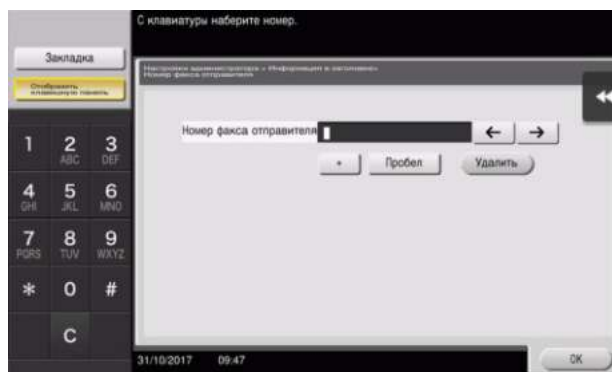 С клавиатуры наберите номер.
Закладка
Отобразить
клавишную панель
Настройки администратора > Информация в заголовке>
Номер факса отправителя
Номер факса отправителя
← →
+ Пробел Удалить
1 2 3
ABC DEF
4 5 6
GHI JKL MNO
7 8 9
PQRS TUV WXYZ
* 0 #
C
31/10/2017 09:47
OK